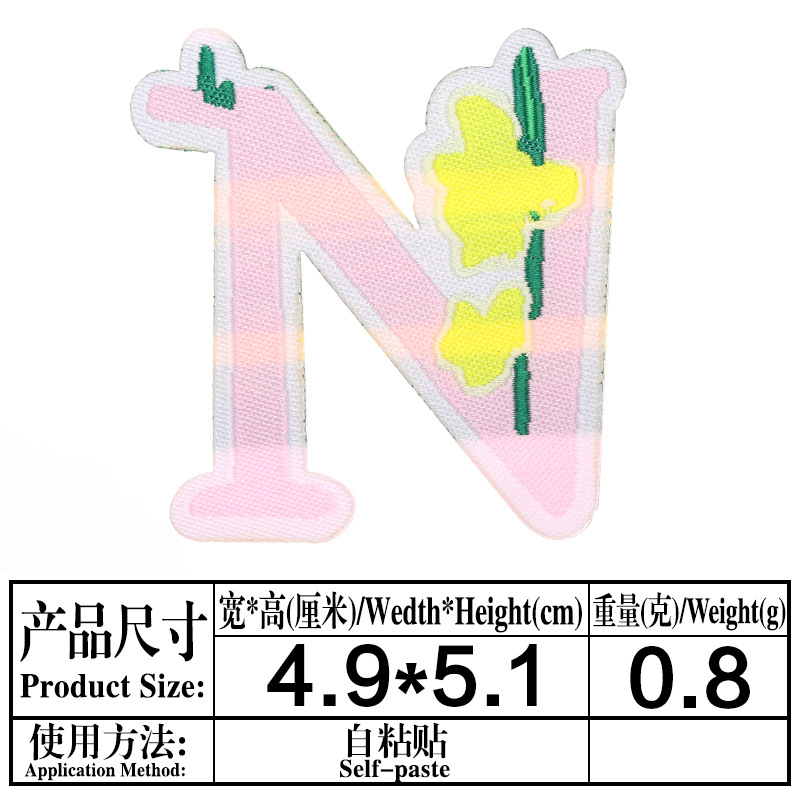 N
产品尺寸
Product Size:
宽*高(厘米)/Wedth*Height(cm)
重量(克)/Weight(g)
4.9*5.1
0.8
使用方法:
Application Method:
自粘贴
Self-paste